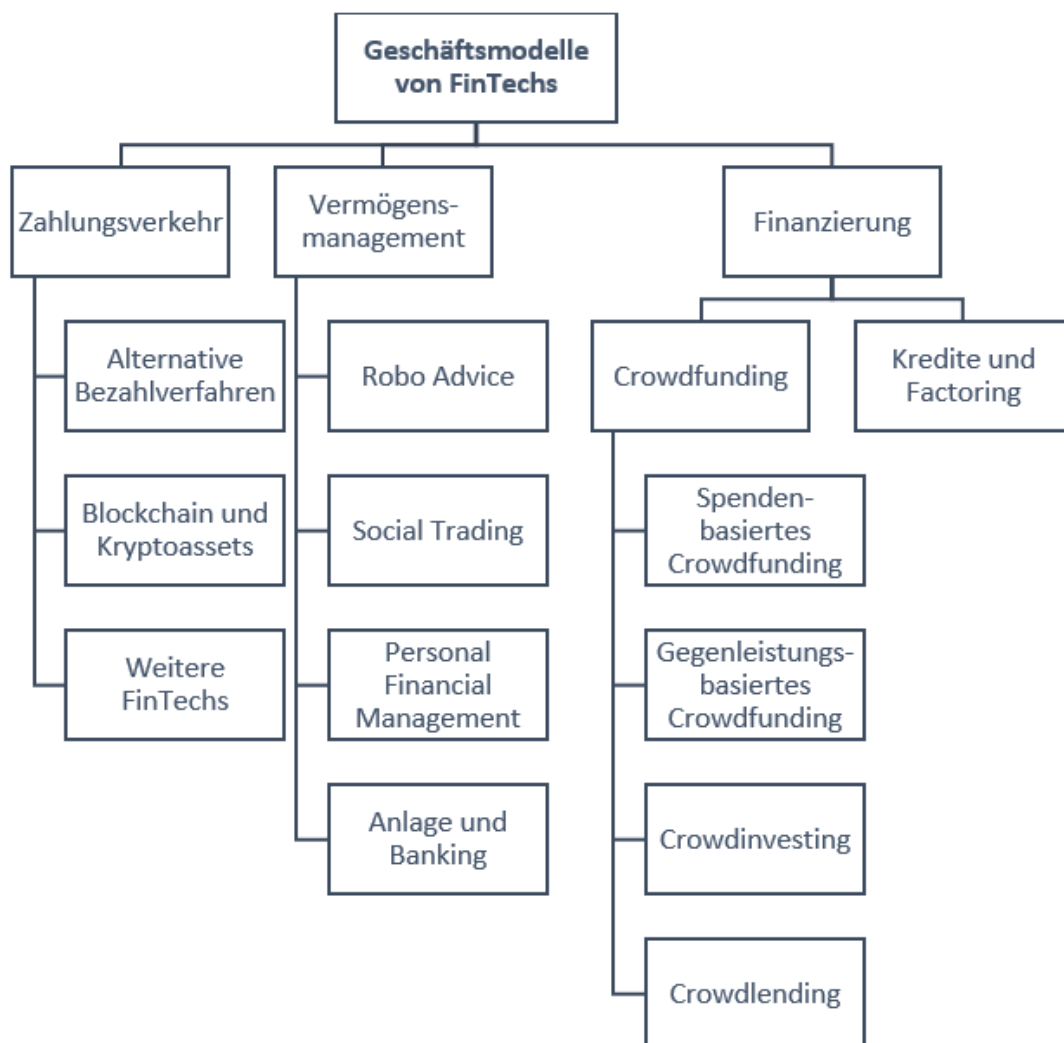 Geschäftsmodelle
von FinTechs
Zahlungsverkehr
Vermögens-
management
Finanzierung
Alternative
Bezahlverfahren
Robo Advice
Crowdfunding
Kredite und
Factoring
Blockchain und
Kryptoassets
Social Trading
Spenden-
basiertes
Crowdfunding
Weitere
FinTechs
Personal
Financial
Management
Gegenleistungs-
basiertes
Crowdfunding
Anlage und
Banking
Crowdinvesting
Crowdlending